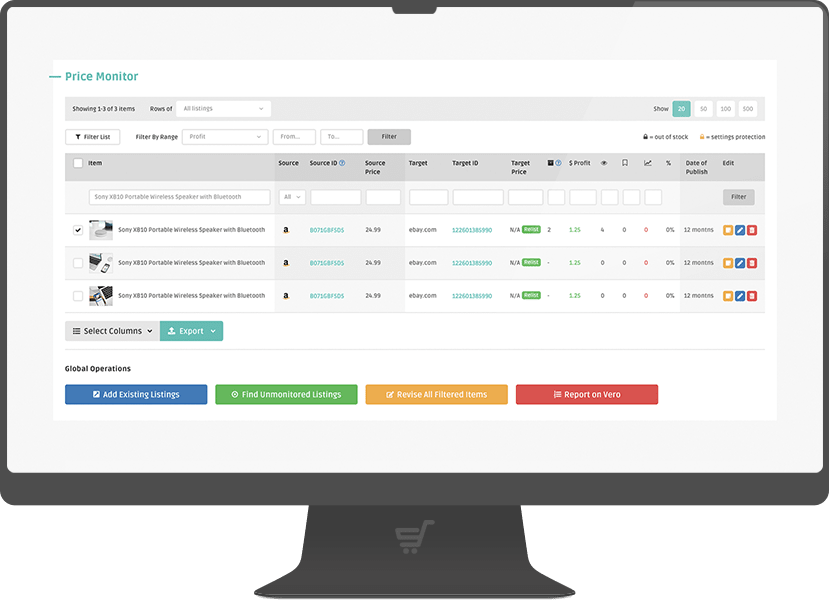 Price Monitor
Showing 1-3 of 3 items Rows of All listings Show 20 50 100 500
Filter List Filter By Range Profit From... To... Filter = out of stock = settings protection
Item Source Source ID Source Price Target Target ID Target Price $ Profit % Date of Publish Edit
Sony XB10 Portable Wireless Speaker with Bluetooth All Filter
Sony XB10 Portable Wireless Speaker with Bluetooth a B071GBFSDS 24.99 ebay.com 122601385990 N/A Relist 2 1.25 4 0 0 0% 12 months
Sony XB10 Portable Wireless Speaker with Bluetooth a B071GBFSDS 24.99 ebay.com 122601385990 N/A Relist - 1.25 0 0 0 0% 12 months
Sony XB10 Portable Wireless Speaker with Bluetooth a B071GBFSDS 24.99 ebay.com 122601385990 N/A Relist - 1.25 0 0 0 0% 12 months
Select Columns Export
Global Operations
Add Existing Listings Find Unmonitored Listings Revise All Filtered Items Report on Vero